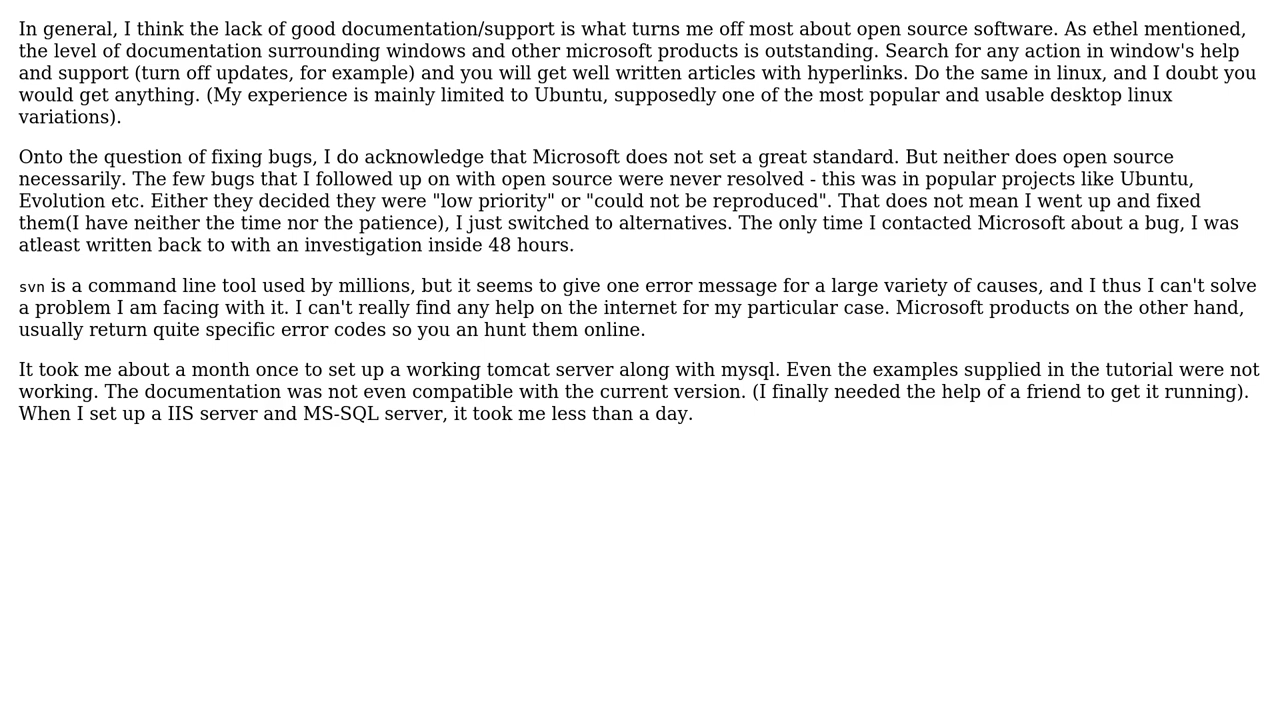 In general, I think the lack of good documentation/support is what turns me off most about open source software. As ethel mentioned,
the level of documentation surrounding windows and other microsoft products is outstanding. Search for any action in window's help
and support (turn off updates, for example) and you will get well written articles with hyperlinks. Do the same in linux, and I doubt you
would get anything. (My experience is mainly limited to Ubuntu, supposedly one of the most popular and usable desktop linux
variations).
Onto the question of fixing bugs, I do acknowledge that Microsoft does not set a great standard. But neither does open source
necessarily. The few bugs that I followed up on with open source were never resolved - this was in popular projects like Ubuntu,
Evolution etc. Either they decided they were "low priority" or "could not be reproduced". That does not mean I went up and fixed
them(I have neither the time nor the patience), I just switched to alternatives. The only time I contacted Microsoft about a bug, I was
atleast written back to with an investigation inside 48 hours.
svn is a command line tool used by millions, but it seems to give one error message for a large variety of causes, and I thus I can't solve
a problem I am facing with it. I can't really find any help on the internet for my particular case. Microsoft products on the other hand,
usually return quite specific error codes so you an hunt them online.
It took me about a month once to set up a working tomcat server along with mysql. Even the examples supplied in the tutorial were not
working. The documentation was not even compatible with the current version. (I finally needed the help of a friend to get it running).
When I set up a IIS server and MS-SQL server, it took me less than a day.